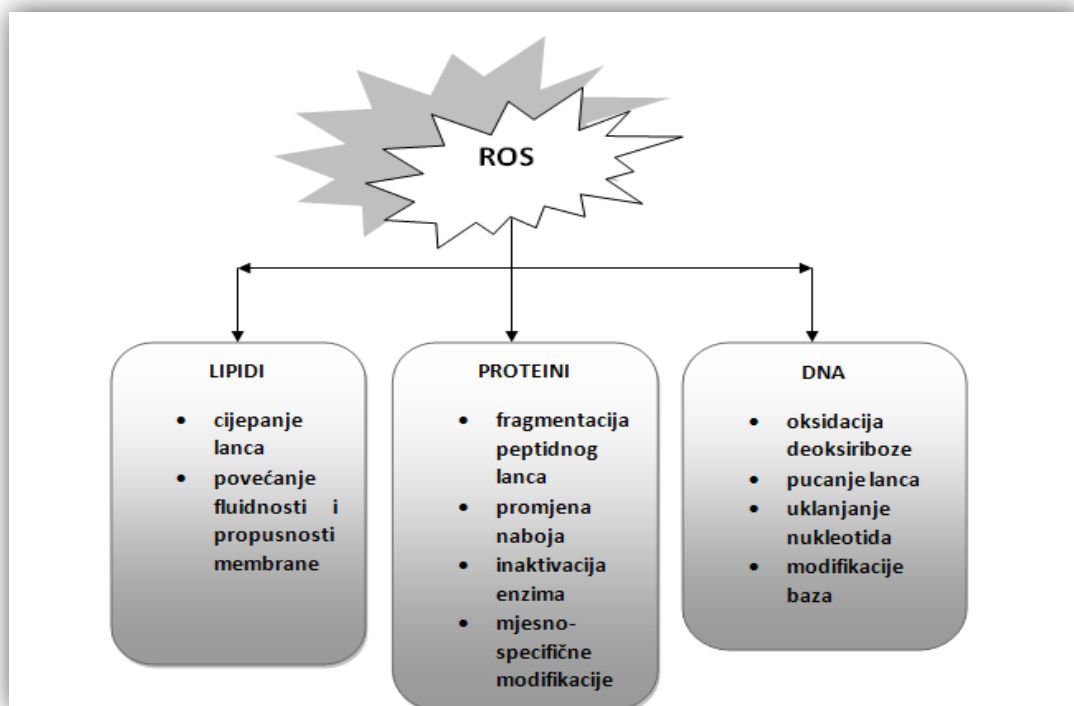 ROS
LIPIDI
• cijepanje
lanca
• povećanje
fluidnosti i
propusnosti
membrane
PROTEINI
• fragmentacija
peptidnog
lanca
• promjena
naboja
• inaktivacija
enzima
• mjesno-
specifične
modifikacije
DNA
• oksidacija
deoksiriboze
• pucanje lanca
• uklanjanje
nukleotida
• modifikacije
baza